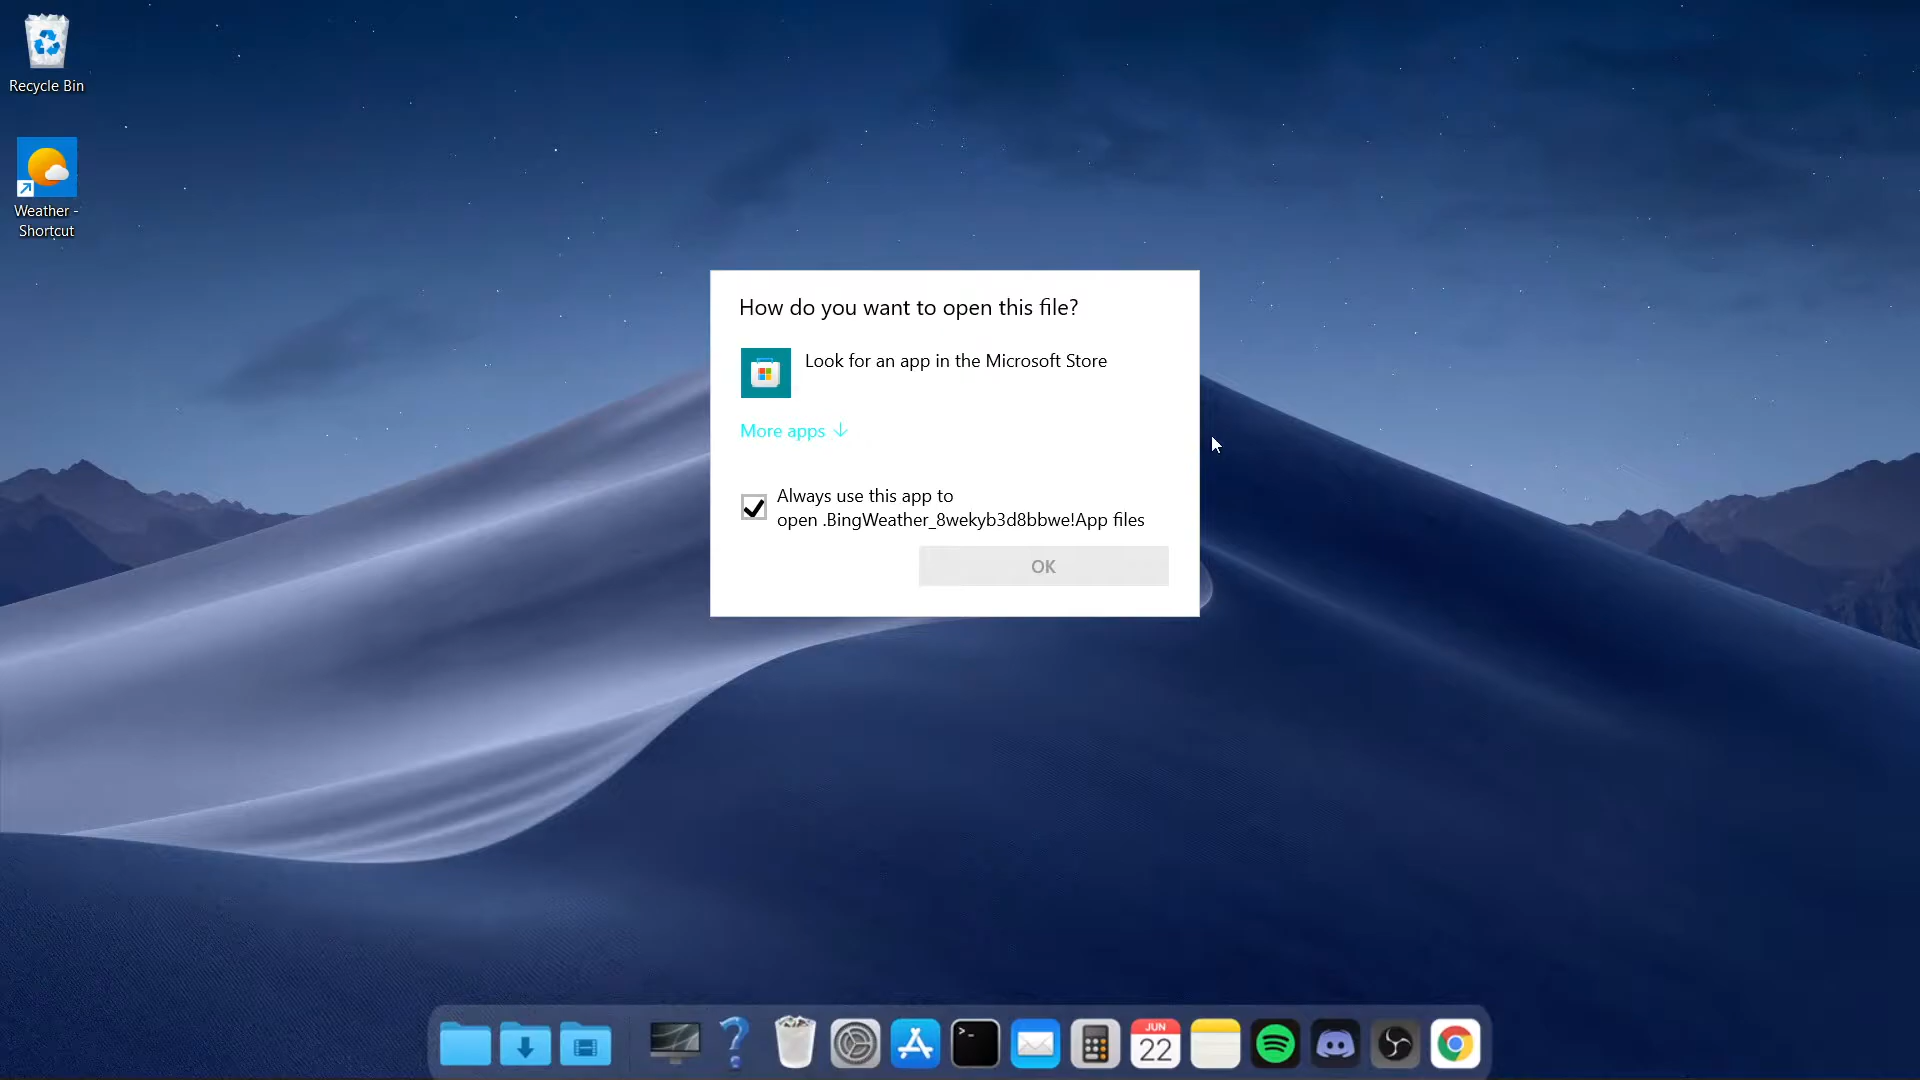 Recycle Bin
Weather -
Shortcut
How do you want to open this file?
Look for an app in the Microsoft Store
More apps ↓
Always use this app to
open .BingWeather_8wekyb3d8bbwe!App files
OK
>_
JUN
22
?